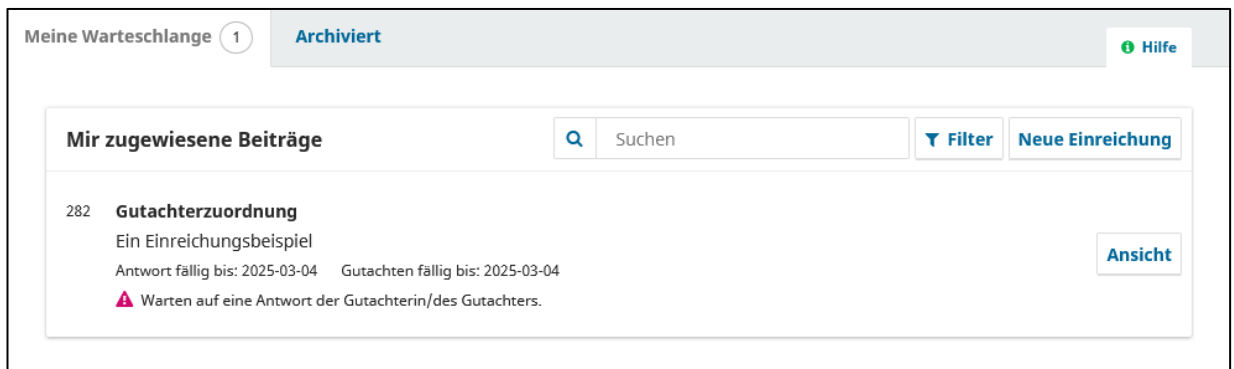 Meine Warteschlange 1 Archiviert
Hilfe
Mir zugewiesene Beiträge Suchen Filter Neue Einreichung
282 Gutachterzuordnung
Ein Einreichungsbeispiel
Ansicht
Antwort fällig bis: 2025-03-04 Gutachten fällig bis: 2025-03-04
Warten auf eine Antwort der Gutachterin/des Gutachters.